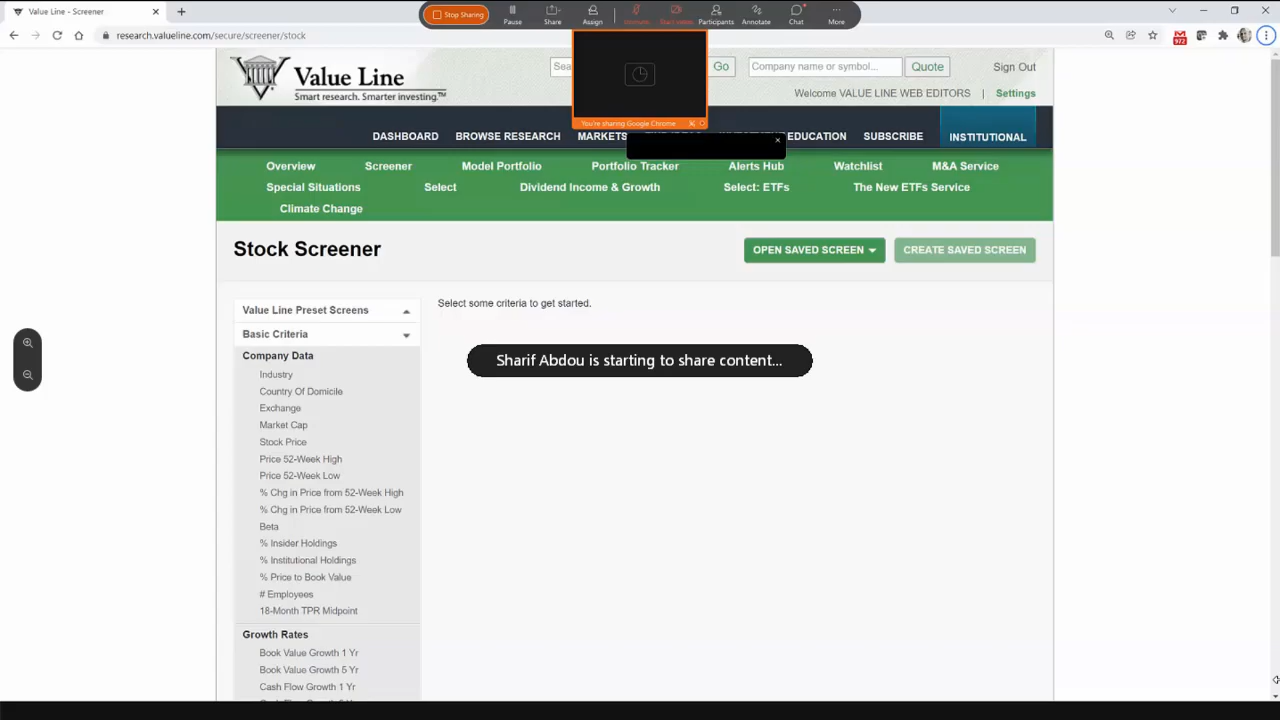 Value Line - Screener
Stop Sharing
Pause
Share
Assign
Participants
Annotate
Chat
More
research.valueline.com/secure/screener/stock
972
Value Line
Smart research. Smarter investing.™
Sea
Go
Company name or symbol...
Quote
Sign Out
Welcome VALUE LINE WEB EDITORS | Settings
You're sharing Google Chrome
DASHBOARD
BROWSE RESEARCH
MARKETS
EDUCATION
SUBSCRIBE
INSTITUTIONAL
Overview
Screener
Model Portfolio
Portfolio Tracker
Alerts Hub
Watchlist
M&A Service
Special Situations
Select
Dividend Income & Growth
Select: ETFs
The New ETFs Service
Climate Change
Stock Screener
OPEN SAVED SCREEN
CREATE SAVED SCREEN
Value Line Preset Screens
Select some criteria to get started.
Basic Criteria
Company Data
Sharif Abdou is starting to share content...
Industry
Country Of Domicile
Exchange
Market Cap
Stock Price
Price 52-Week High
Price 52-Week Low
% Chg in Price from 52-Week High
% Chg in Price from 52-Week Low
Beta
% Insider Holdings
% Institutional Holdings
% Price to Book Value
# Employees
18-Month TPR Midpoint
Growth Rates
Book Value Growth 1 Yr
Book Value Growth 5 Yr
Cash Flow Growth 1 Yr